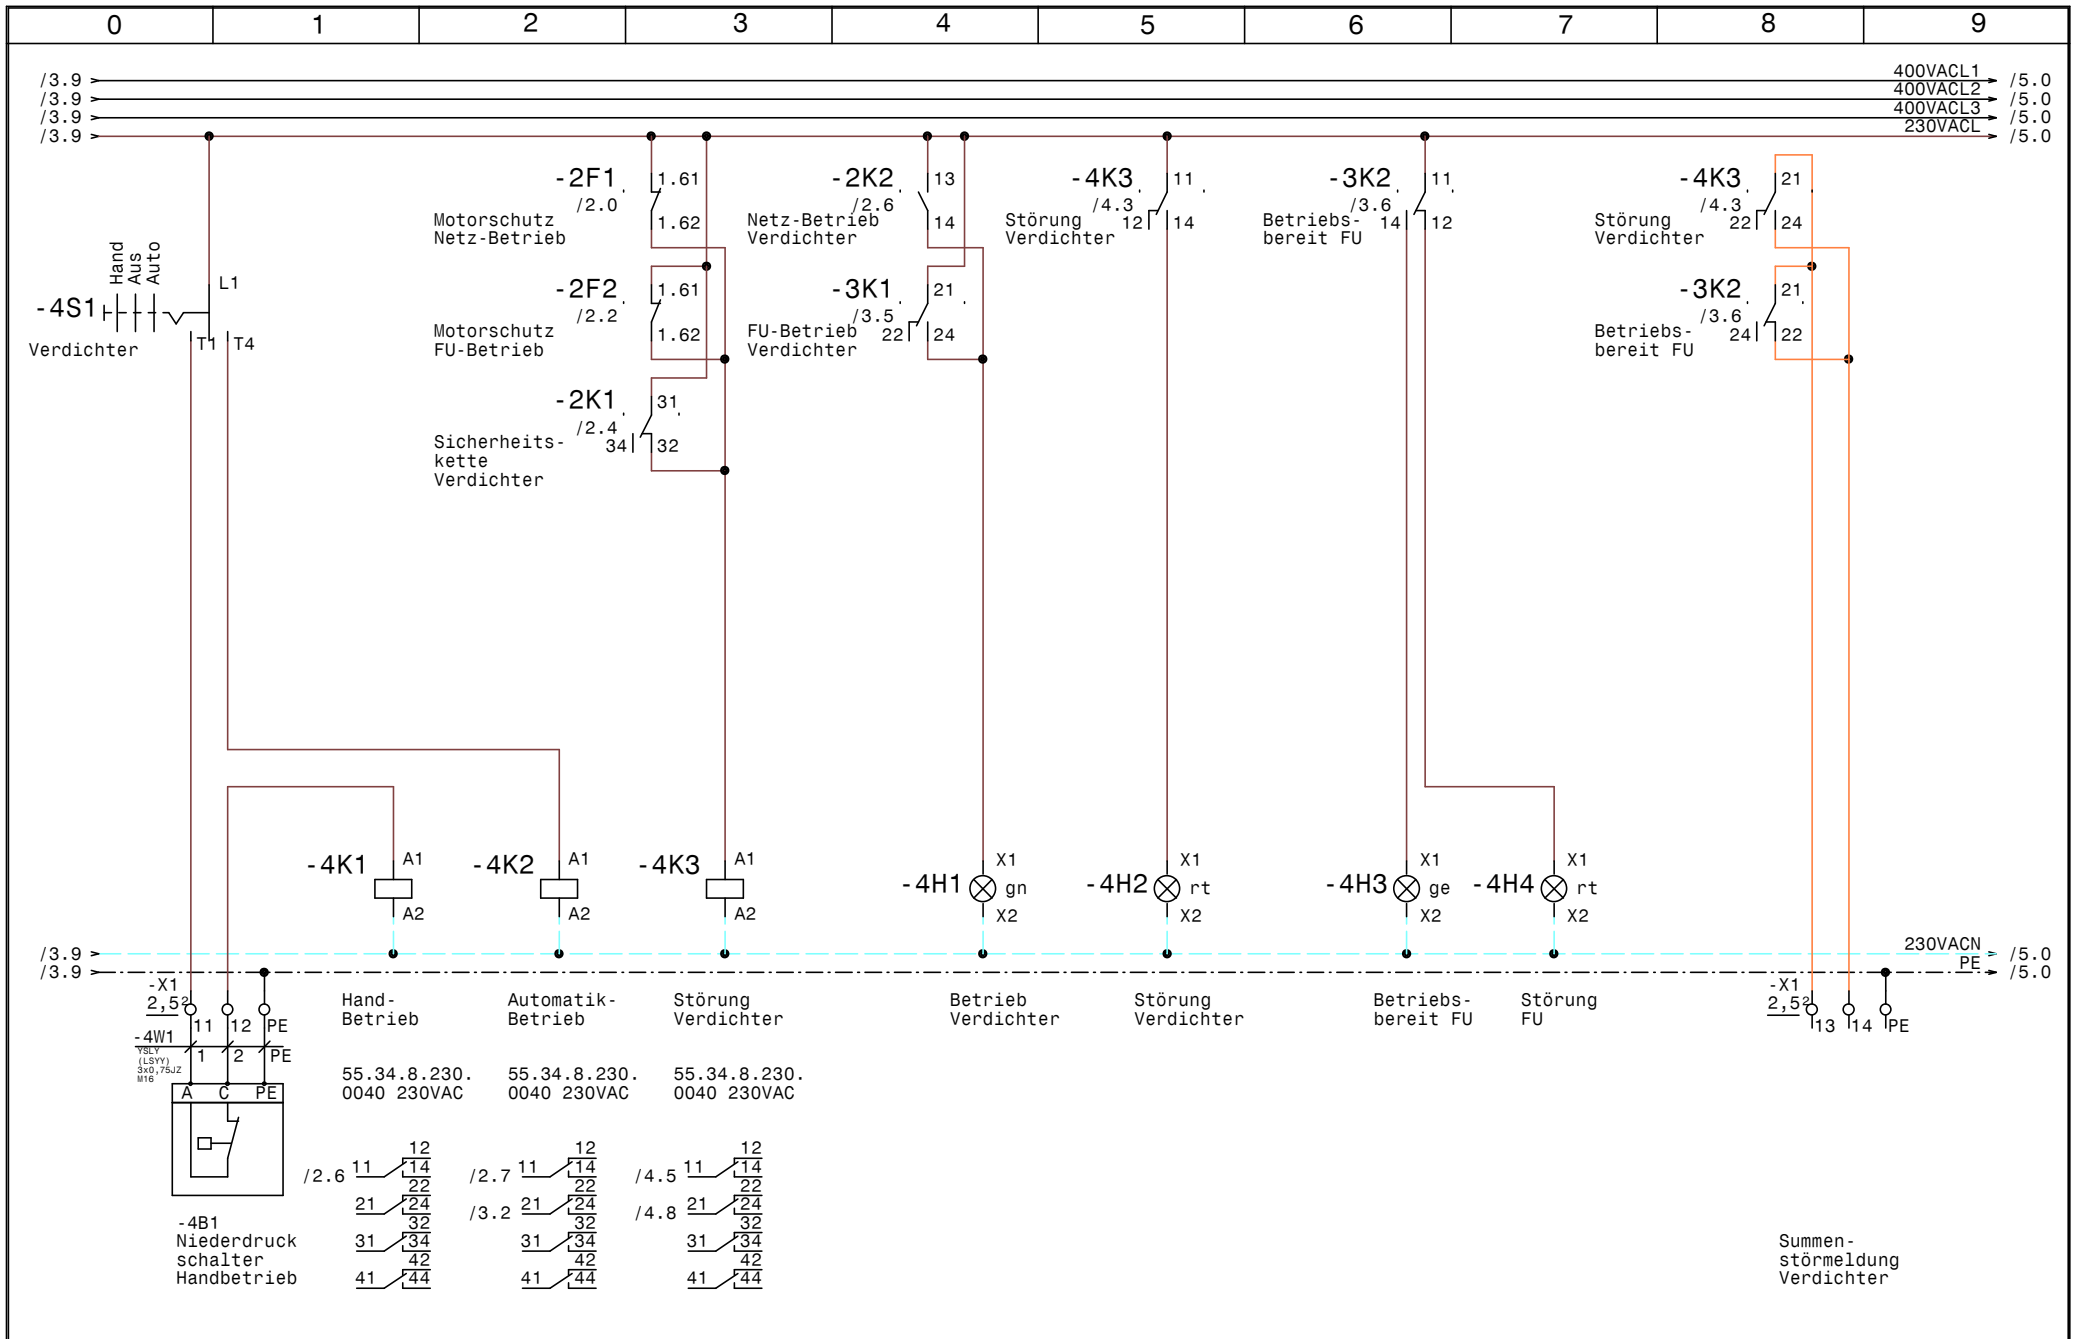 0 1 2 3 4 5 6 7 8 9
/3.9 400VACL1 /5.0
/3.9 400VACL2 /5.0
/3.9 400VACL3 /5.0
/3.9 230VACL /5.0
-4S1
Hand
Aus
Auto
L1
T1 T4
Verdichter
-2F1
/2.0
1.61
1.62
Motorschutz
Netz-Betrieb
-2F2
/2.2
1.61
1.62
Motorschutz
FU-Betrieb
-2K1
/2.4
31
34 32
Sicherheits-
kette
Verdichter
-2K2
/2.6
13
14
Netz-Betrieb
Verdichter
-3K1
/3.5
21
22 24
FU-Betrieb
Verdichter
-4K3
/4.3
11
12 14
Störung
Verdichter
-3K2
/3.6
11
14 12
Betriebs-
bereit FU
-4K3
/4.3
21
22 24
Störung
Verdichter
-3K2
/3.6
21
24 22
Betriebs-
bereit FU
-4K1 A1
A2
-4K2 A1
A2
-4K3 A1
A2
-4H1 X1
gn
X2
-4H2 X1
rt
X2
-4H3 X1
ge
X2
-4H4 X1
rt
X2
/3.9 230VACN /5.0
/3.9 PE /5.0
-X1
2,5²
11 12 PE
-4W1
YSLY
(LSYY)
3x0,75JZ
M16
1 2 PE
A C PE
-4B1
Niederdruck
schalter
Handbetrieb
Hand-
Betrieb
Automatik-
Betrieb
Störung
Verdichter
Betrieb
Verdichter
Störung
Verdichter
Betriebs-
bereit FU
Störung
FU
-X1
2,5²
13 14 PE
55.34.8.230.
0040 230VAC
55.34.8.230.
0040 230VAC
55.34.8.230.
0040 230VAC
12
/2.6 11 14
22
21 24
32
31 34
42
41 44
12
/2.7 11 14
22
/3.2 21 24
32
31 34
42
41 44
12
/4.5 11 14
22
/4.8 21 24
32
31 34
42
41 44
Summen-
störmeldung
Verdichter